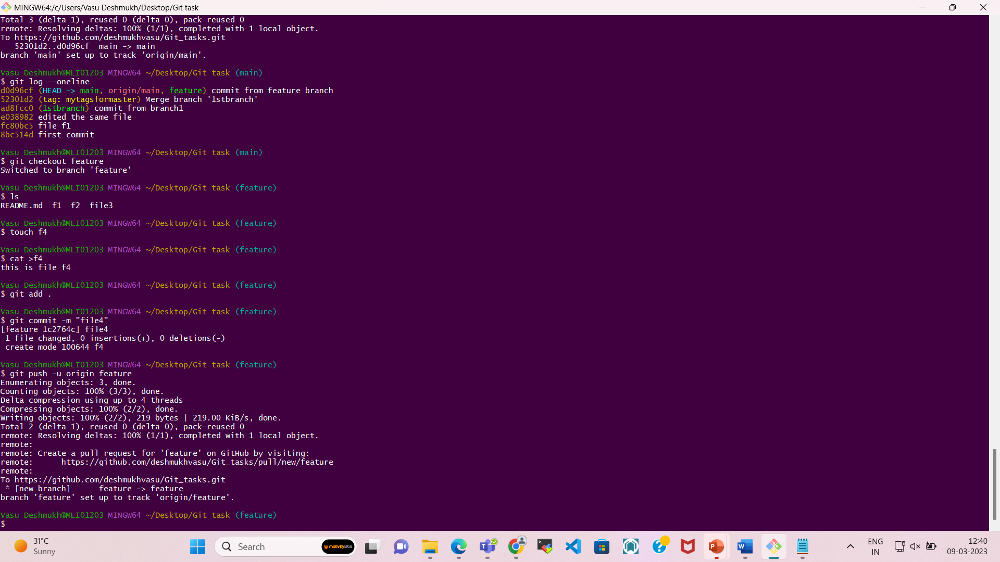 MINGW64:/c/Users/Vasu Deshmukh/Desktop/Git task
Total 3 (delta 1), reused 0 (delta 0), pack-reused 0
remote: Resolving deltas: 100% (1/1), completed with 1 local object.
To https://github.com/deshmukhvasu/Git_tasks.git
   52301d2..d0d96cf  main -> main
branch 'main' set up to track 'origin/main'.
Vasu Deshmukh@MLI01203 MINGW64 ~/Desktop/Git task (main)
$ git log --oneline
d0d96cf (HEAD -> main, origin/main, feature) commit from feature branch
52301d2 (tag: mytagsformaster) Merge branch '1stbranch'
ad8fcc0 (1stbranch) commit from branch1
e038982 edited the same file
fc80bc5 file f1
8bc514d first commit
Vasu Deshmukh@MLI01203 MINGW64 ~/Desktop/Git task (main)
$ git checkout feature
Switched to branch 'feature'
Vasu Deshmukh@MLI01203 MINGW64 ~/Desktop/Git task (feature)
$ ls
README.md  f1  f2  file3
Vasu Deshmukh@MLI01203 MINGW64 ~/Desktop/Git task (feature)
$ touch f4
Vasu Deshmukh@MLI01203 MINGW64 ~/Desktop/Git task (feature)
$ cat >f4
this is file f4
Vasu Deshmukh@MLI01203 MINGW64 ~/Desktop/Git task (feature)
$ git add .
Vasu Deshmukh@MLI01203 MINGW64 ~/Desktop/Git task (feature)
$ git commit -m "file4"
[feature 1c2764c] file4
 1 file changed, 0 insertions(+), 0 deletions(-)
 create mode 100644 f4
Vasu Deshmukh@MLI01203 MINGW64 ~/Desktop/Git task (feature)
$ git push -u origin feature
Enumerating objects: 3, done.
Counting objects: 100% (3/3), done.
Delta compression using up to 4 threads
Compressing objects: 100% (2/2), done.
Writing objects: 100% (2/2), 219 bytes | 219.00 KiB/s, done.
Total 2 (delta 1), reused 0 (delta 0), pack-reused 0
remote: Resolving deltas: 100% (1/1), completed with 1 local object.
remote:
remote: Create a pull request for 'feature' on GitHub by visiting:
remote:      https://github.com/deshmukhvasu/Git_tasks/pull/new/feature
remote:
To https://github.com/deshmukhvasu/Git_tasks.git
 * [new branch]      feature -> feature
branch 'feature' set up to track 'origin/feature'.
Vasu Deshmukh@MLI01203 MINGW64 ~/Desktop/Git task (feature)
$
31°C
Sunny
Search
motivitylabs
ENG
IN
12:40
09-03-2023